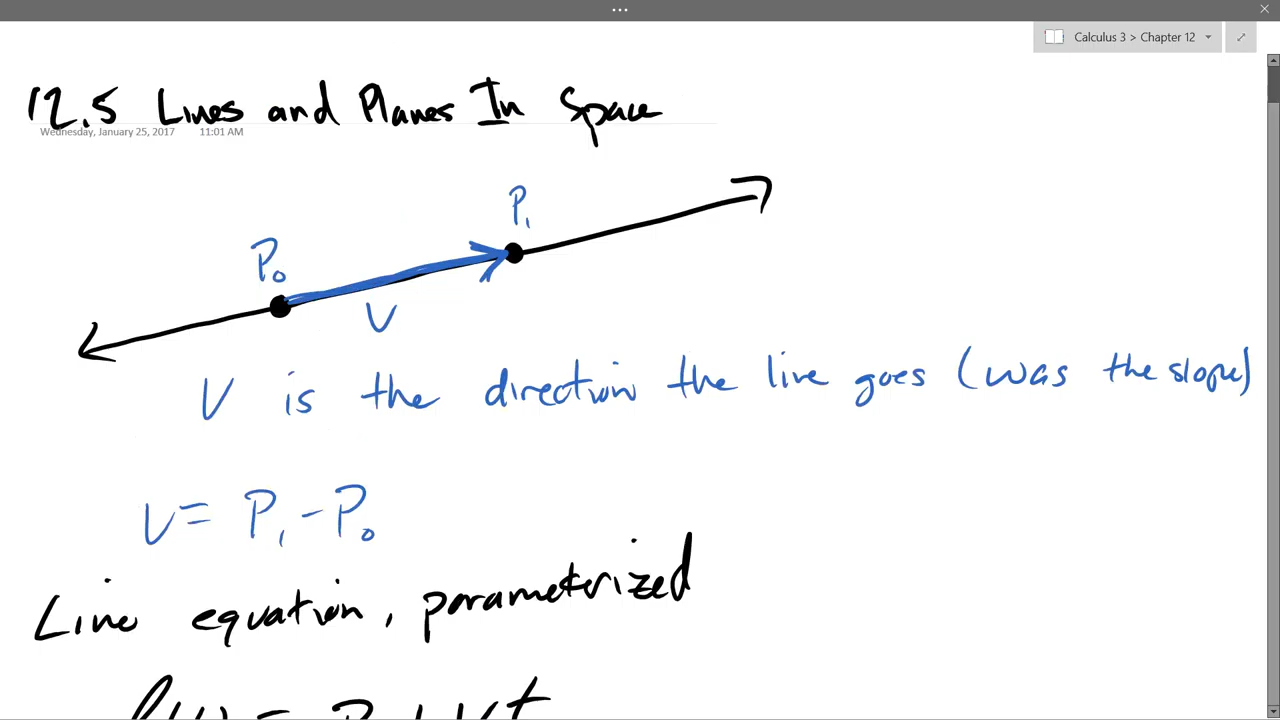 Calculus 3 > Chapter 12
12.5 Lines and Planes In Space
Wednesday, January 25, 2017 11:01 AM
P₁
P₀
V
V is the direction the line goes (was the slope)
V = P₁ - P₀
Line equation, parameterized